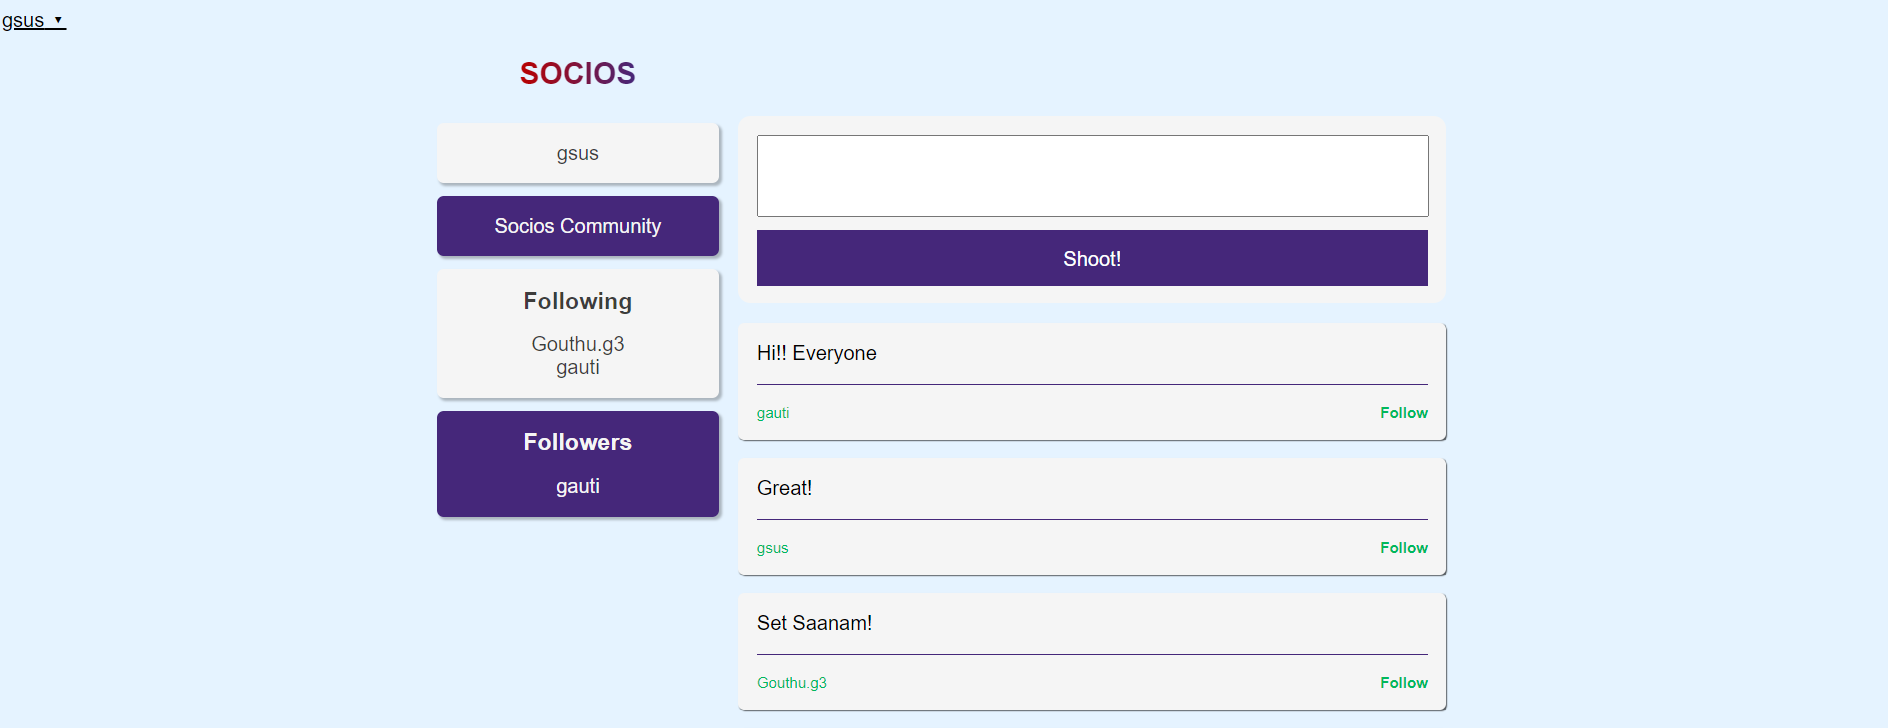 gsus ▾
SOCIOS
gsus
Socios Community
Following
Gouthu.g3
gauti
Followers
gauti
Shoot!
Hi!! Everyone
gauti Follow
Great!
gsus Follow
Set Saanam!
Gouthu.g3 Follow